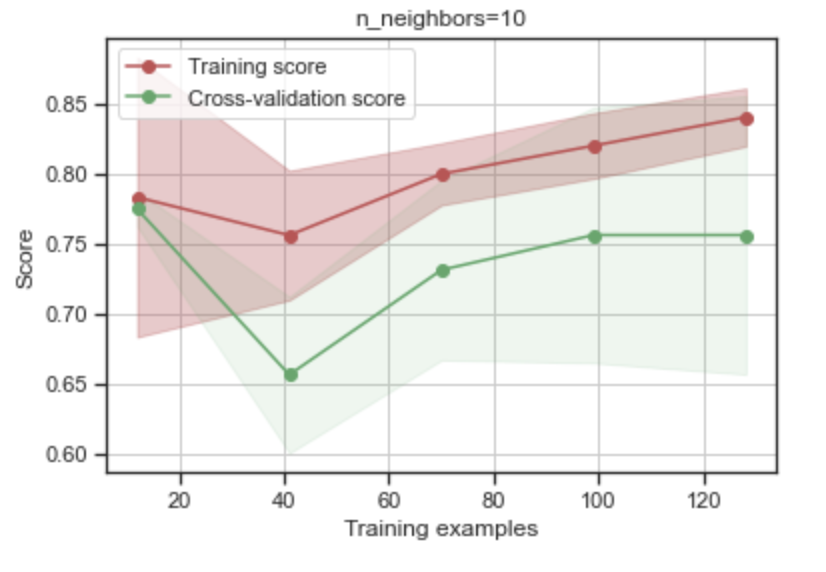 n_neighbors=10
Training score
Cross-validation score
0.85
0.80
0.75
0.70
0.65
0.60
Score
20 40 60 80 100 120
Training examples